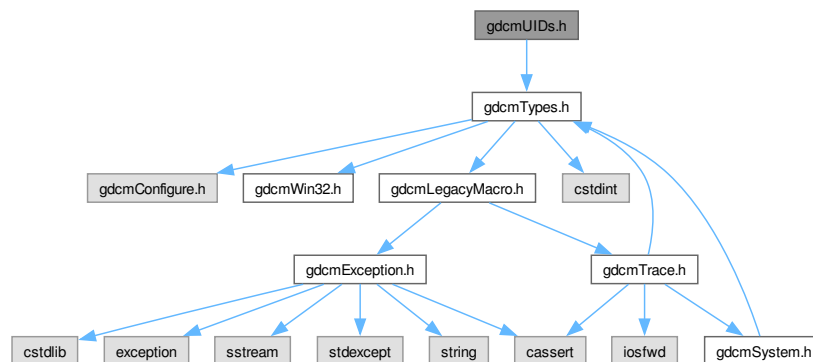 gdcmUIDs.h
gdcmTypes.h
gdcmConfigure.h
gdcmWin32.h
gdcmLegacyMacro.h
cstdint
gdcmException.h
gdcmTrace.h
cstdlib
exception
sstream
stdexcept
string
cassert
iosfwd
gdcmSystem.h